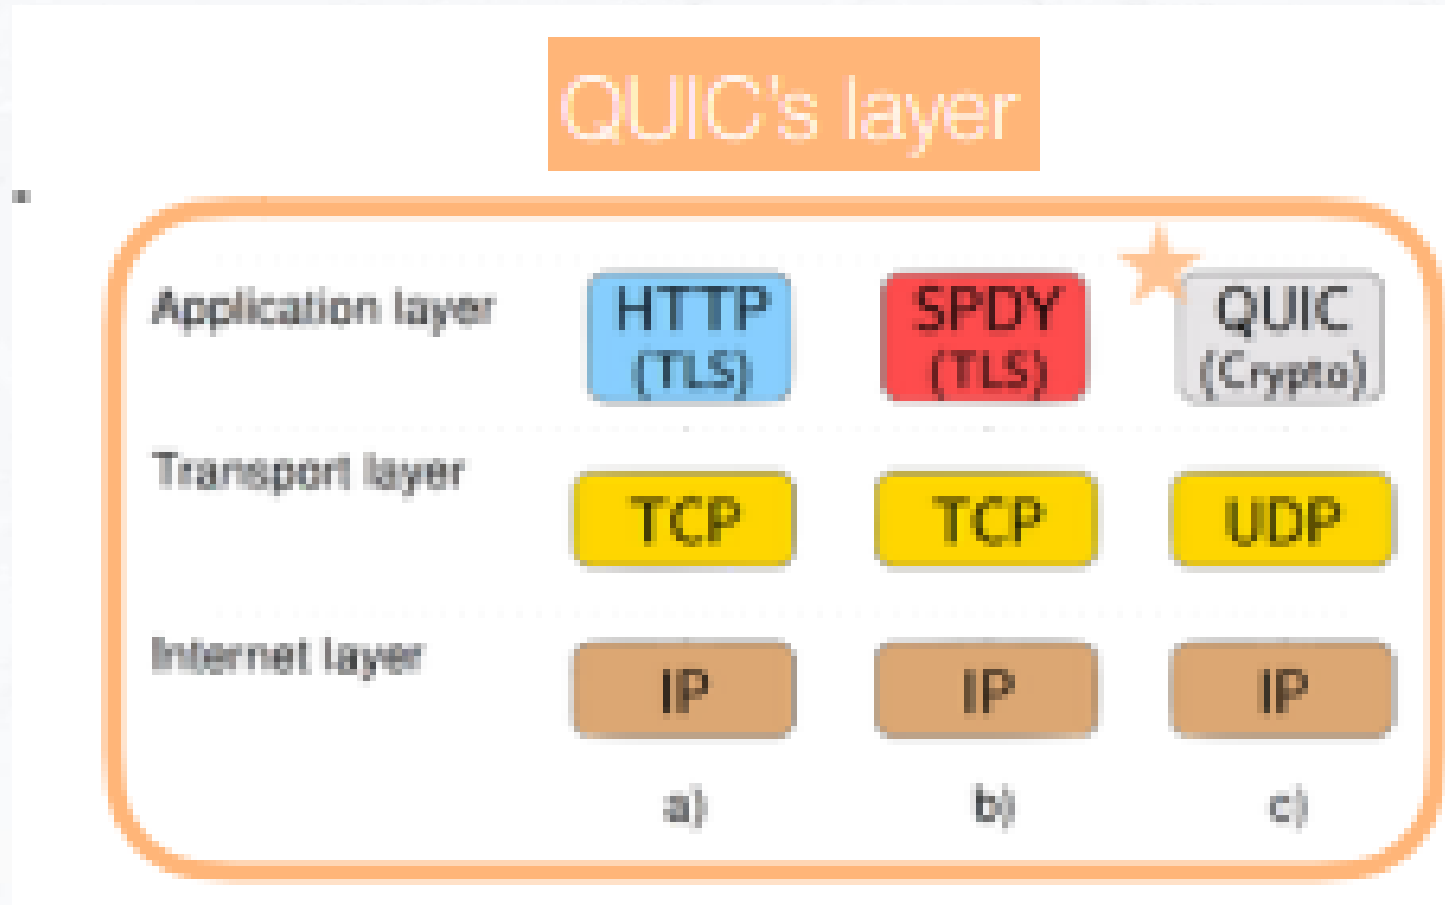 QUIC's layer
Application layer
HTTP
(TLS)
SPDY
(TLS)
QUIC
(Crypto)
Transport layer
TCP
TCP
UDP
Internet layer
IP
IP
IP
a)
b)
c)